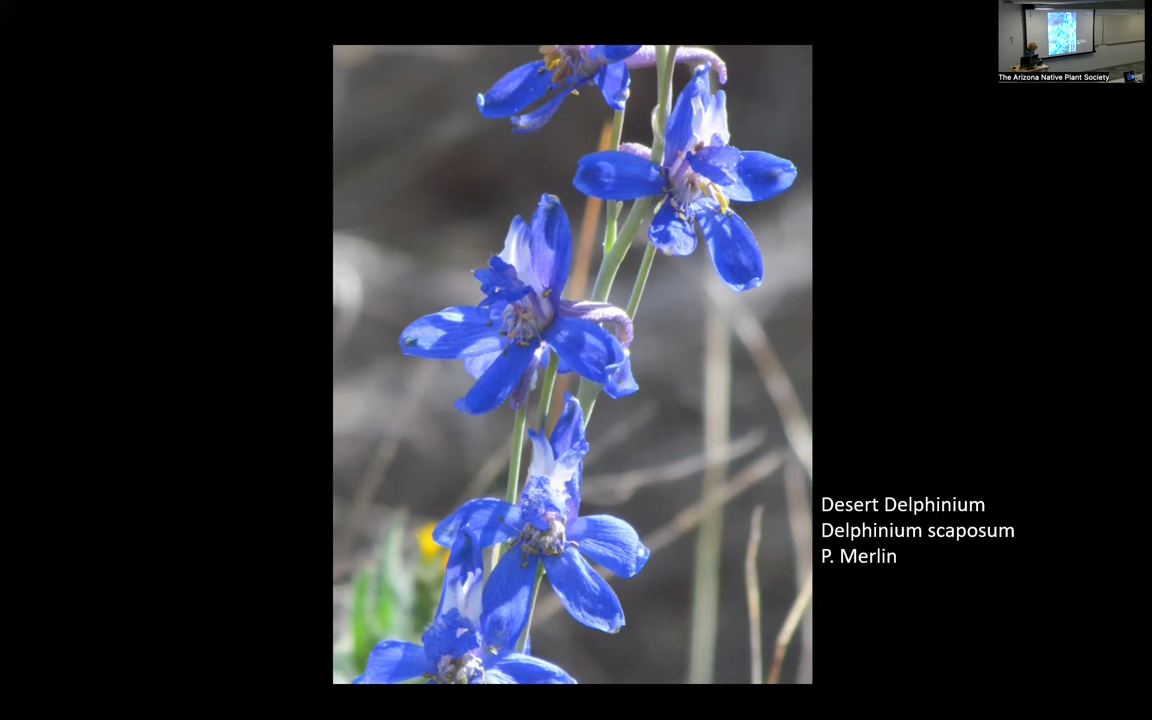 The Arizona Native Plant Society
Desert Delphinium
Delphinium scaposum
P. Merlin